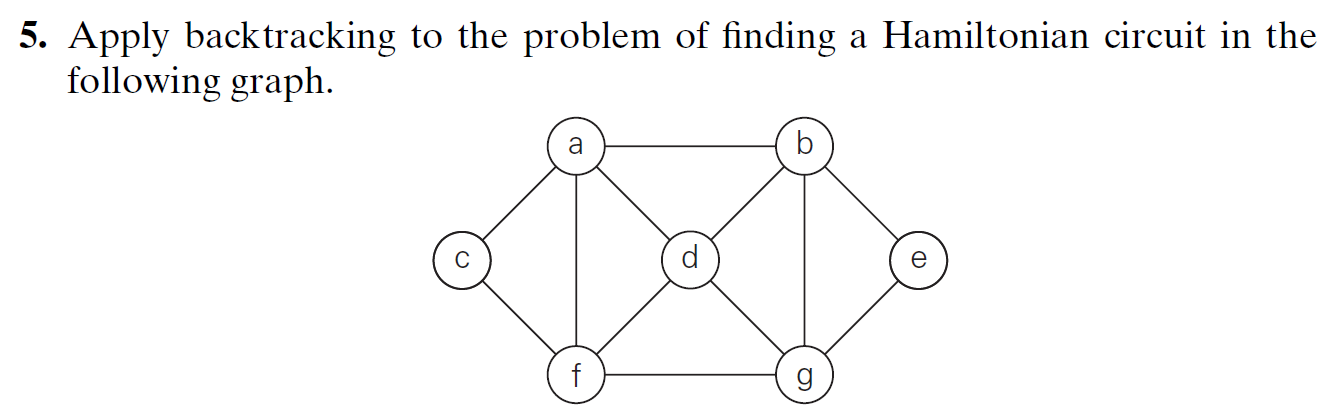 5. Apply backtracking to the problem of finding a Hamiltonian circuit in the
following graph.
a b
c d e
f g